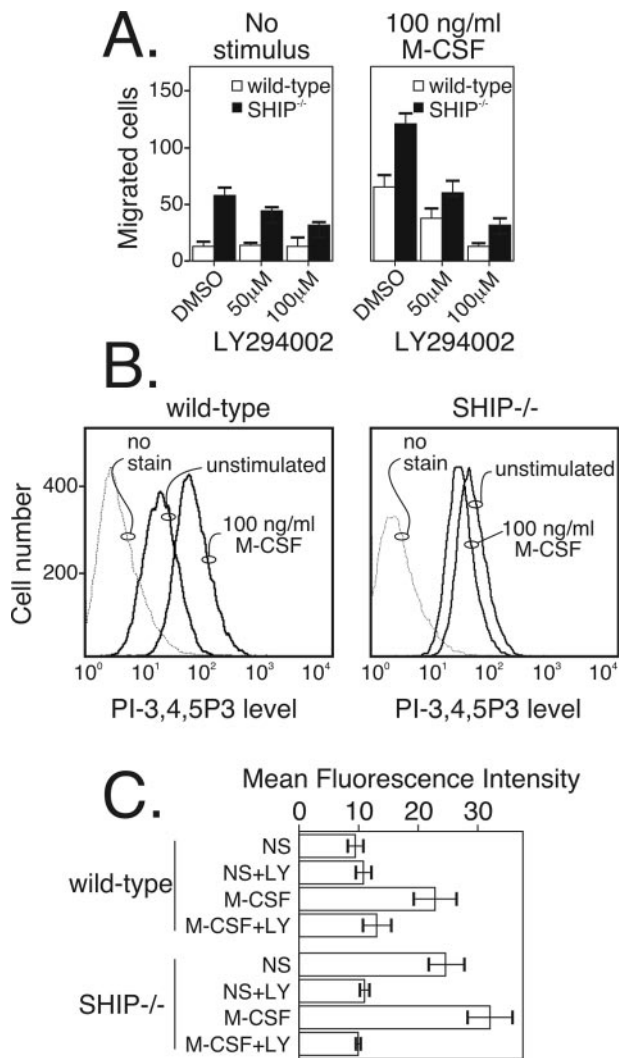 A.
No stimulus
100 ng/ml M-CSF
Migrated cells
150
100
50
0
wild-type
SHIP-/-
wild-type
SHIP-/-
DMSO
50μM
100μM
DMSO
50μM
100μM
LY294002
LY294002
B.
wild-type
SHIP-/-
Cell number
400
200
no stain
unstimulated
100 ng/ml M-CSF
no stain
unstimulated
100 ng/ml M-CSF
10^0
10^1
10^2
10^3
10^4
10^0
10^1
10^2
10^3
10^4
PI-3,4,5P3 level
PI-3,4,5P3 level
C.
Mean Fluorescence Intensity
0
10
20
30
wild-type
NS
NS+LY
M-CSF
M-CSF+LY
SHIP-/-
NS
NS+LY
M-CSF
M-CSF+LY